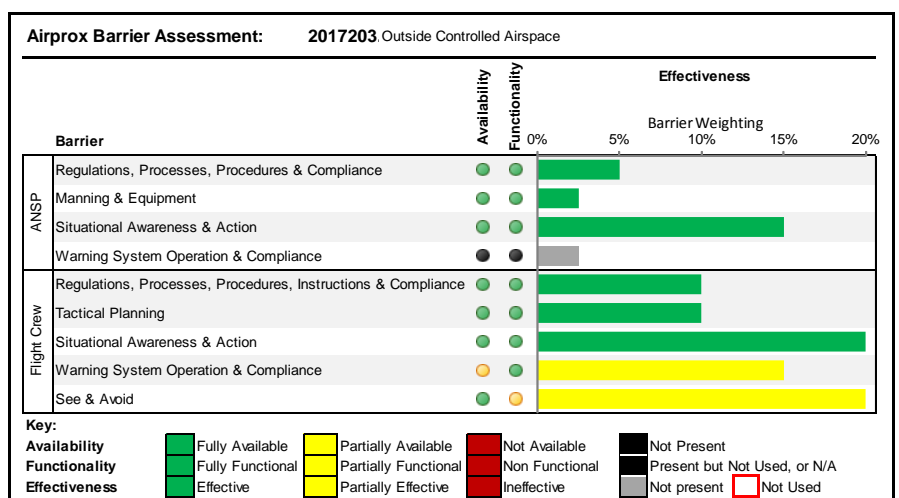 Airprox Barrier Assessment: 2017203 Outside Controlled Airspace
Availability
Functionality
Effectiveness
Barrier Weighting
Barrier
0% 5% 10% 15% 20%
ANSP
Regulations, Processes, Procedures & Compliance
Manning & Equipment
Situational Awareness & Action
Warning System Operation & Compliance
Flight Crew
Regulations, Processes, Procedures, Instructions & Compliance
Tactical Planning
Situational Awareness & Action
Warning System Operation & Compliance
See & Avoid
Key:
Availability Fully Available Partially Available Not Available Not Present
Functionality Fully Functional Partially Functional Non Functional Present but Not Used, or N/A
Effectiveness Effective Partially Effective Ineffective Not present Not Used